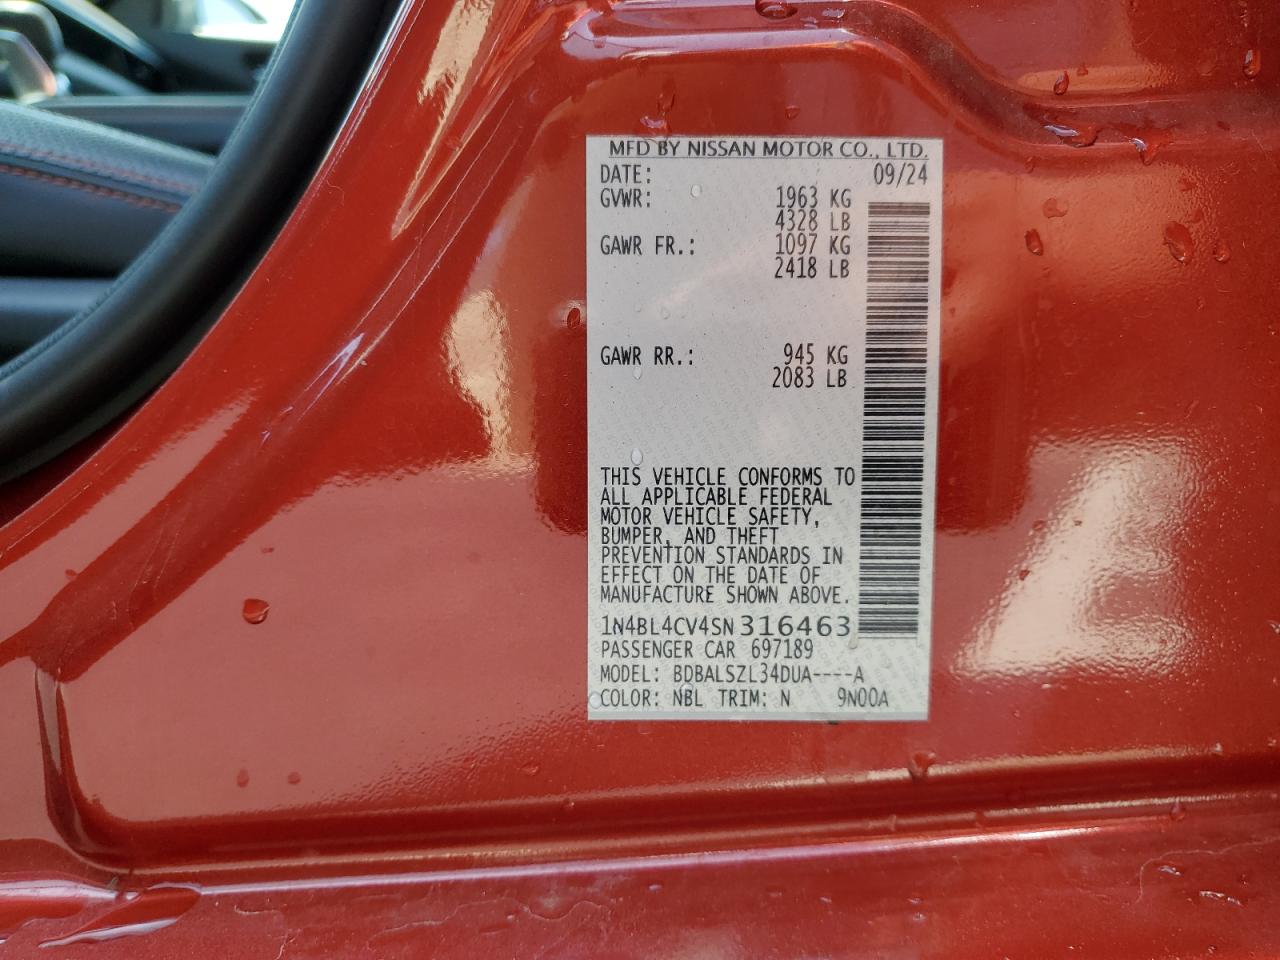 MFD BY NISSAN MOTOR CO., LTD.
DATE: 09/24
GVWR: 1963 KG
4328 LB
GAWR FR.: 1097 KG
2418 LB
GAWR RR.: 945 KG
2083 LB
THIS VEHICLE CONFORMS TO
ALL APPLICABLE FEDERAL
MOTOR VEHICLE SAFETY,
BUMPER, AND THEFT
PREVENTION STANDARDS IN
EFFECT ON THE DATE OF
MANUFACTURE SHOWN ABOVE.
1N4BL4CV4SN316463
PASSENGER CAR 697189
MODEL: BDBALSZL34DUA----A
COLOR: NBL TRIM: N 9N00A